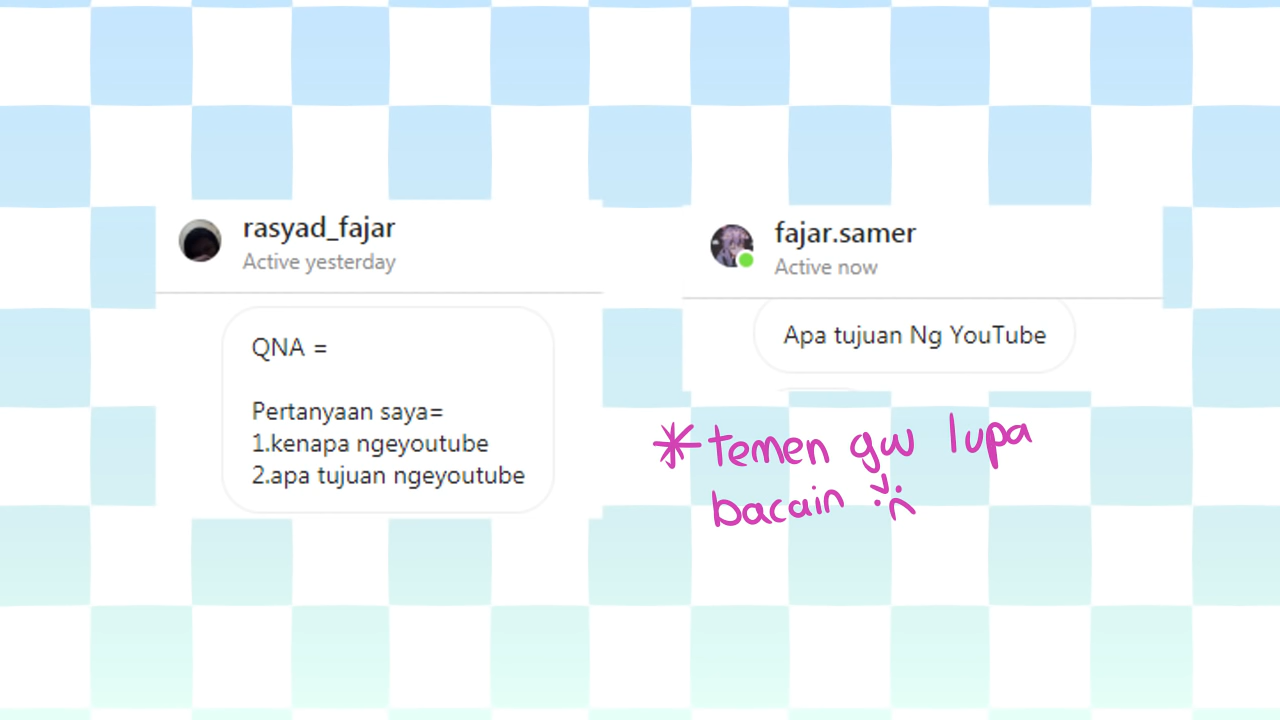 rasyad_fajar
Active yesterday
QNA =
Pertanyaan saya=
1.kenapa ngeyoutube
2.apa tujuan ngeyoutube
fajar.samer
Active now
Apa tujuan Ng YouTube
*temen gw lupa
bacain :(